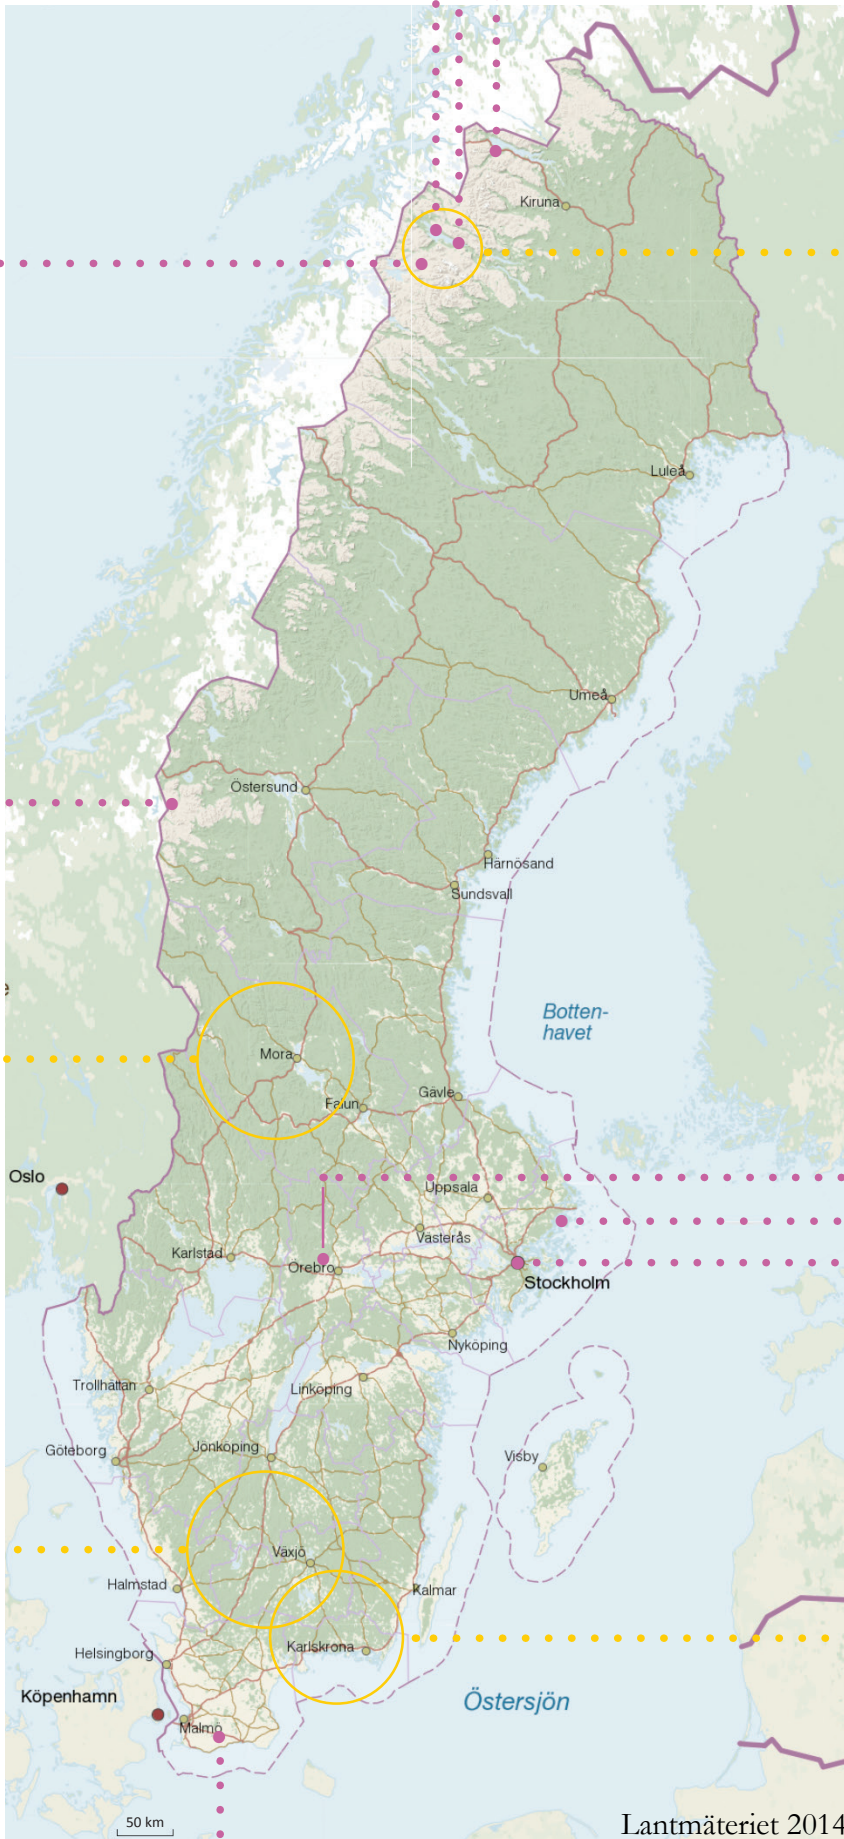 Kiruna
Luleå
Umeå
Östersund
Härnösand
Sundsvall
Botten-
havet
Mora
Falun
Gävle
Oslo
Uppsala
Västerås
Karlstad
Örebro
Stockholm
Nyköping
Trollhättan
Linköping
Göteborg
Jönköping
Visby
Växjö
Halmstad
Kalmar
Helsingborg
Karlskrona
Köpenhamn
Östersjön
Malmö
50 km
Lantmäteriet 2014